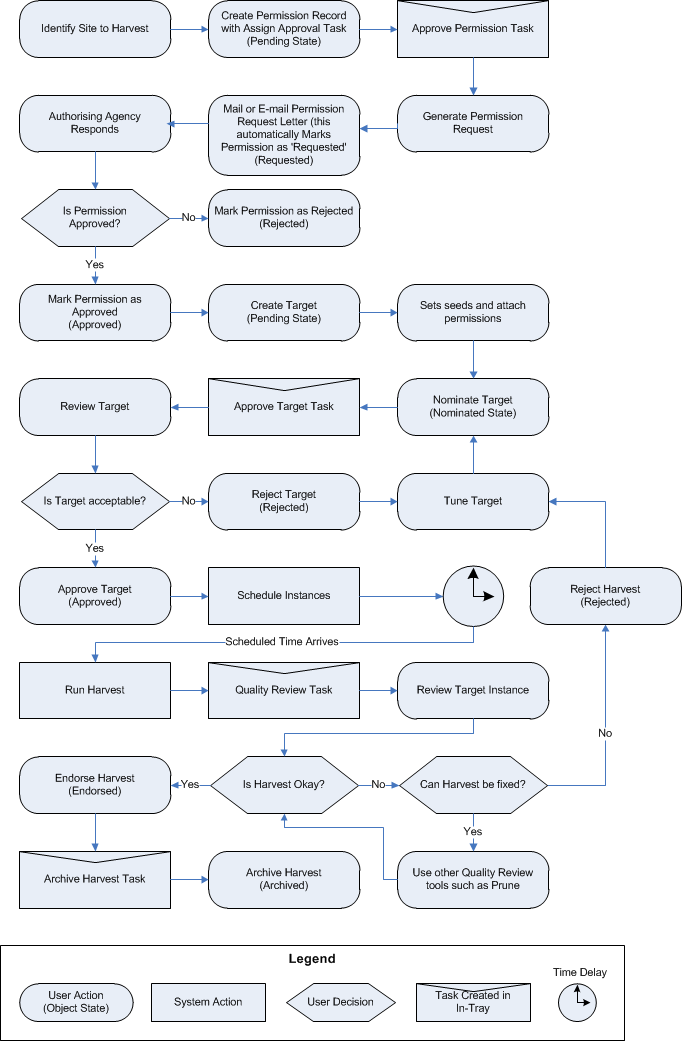 Identify Site to Harvest
Create Permission Record
with Assign Approval Task
(Pending State)
Approve Permission Task
Authorising Agency
Responds
Mail or E-mail Permission
Request Letter (this
automatically Marks
Permission as 'Requested'
(Requested)
Generate Permission
Request
Is Permission
Approved?
No
Mark Permission as Rejected
(Rejected)
Yes
Mark Permission as
Approved
(Approved)
Create Target
(Pending State)
Sets seeds and attach
permissions
Review Target
Approve Target Task
Nominate Target
(Nominated State)
Is Target acceptable?
No
Reject Target
(Rejected)
Tune Target
Yes
Approve Target
(Approved)
Schedule Instances
Reject Harvest
(Rejected)
Scheduled Time Arrives
Run Harvest
Quality Review Task
Review Target Instance
No
Endorse Harvest
(Endorsed)
Yes
Is Harvest Okay?
No
Can Harvest be fixed?
Yes
Archive Harvest Task
Archive Harvest
(Archived)
Use other Quality Review
tools such as Prune
Legend
User Action
(Object State)
System Action
User Decision
Task Created in
In-Tray
Time Delay